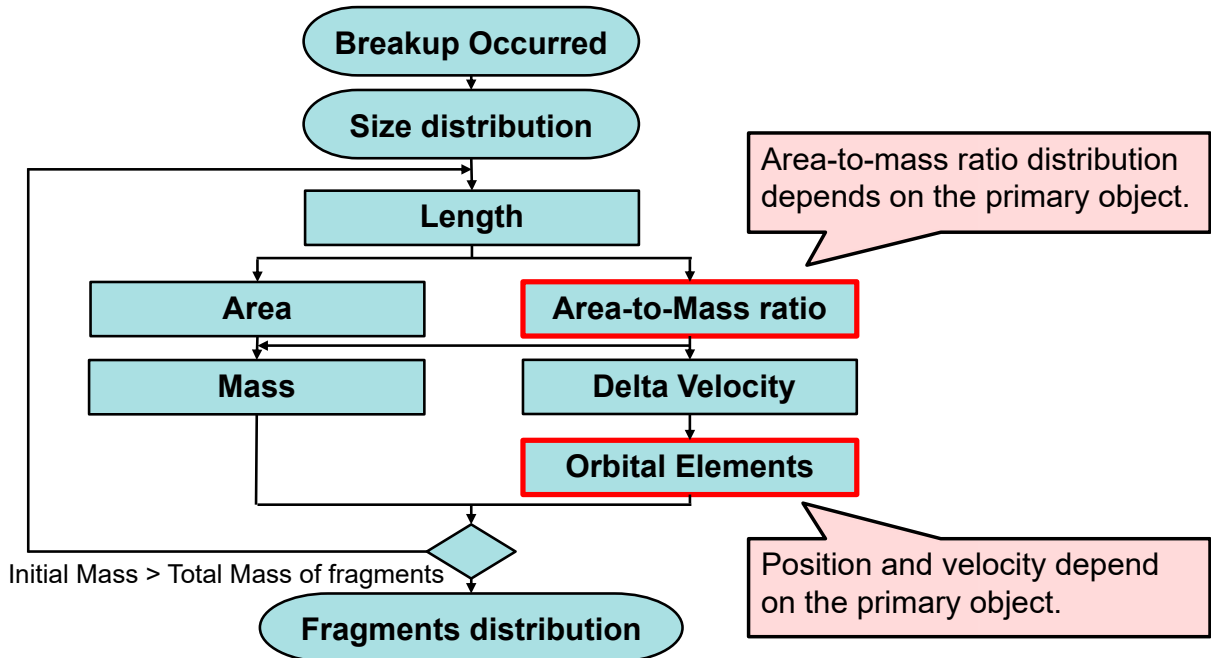 Breakup Occurred
Size distribution
Area-to-mass ratio distribution
depends on the primary object.
Length
Area
Area-to-Mass ratio
Mass
Delta Velocity
Orbital Elements
Initial Mass > Total Mass of fragments
Position and velocity depend
on the primary object.
Fragments distribution